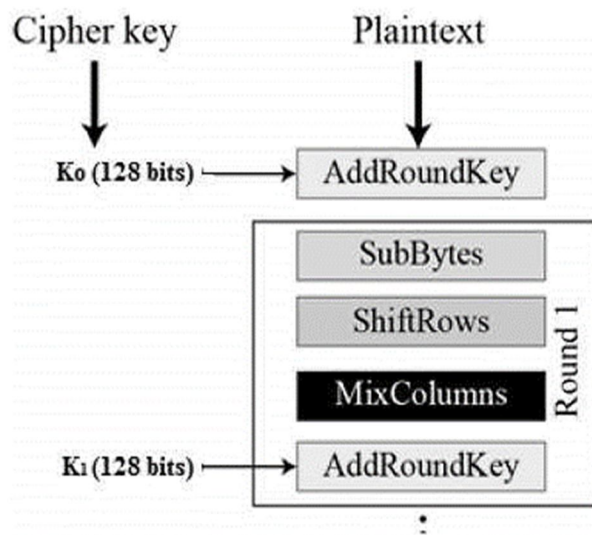 Cipher key
Plaintext
K0 (128 bits)
AddRoundKey
SubBytes
ShiftRows
MixColumns
Round 1
K1 (128 bits)
AddRoundKey